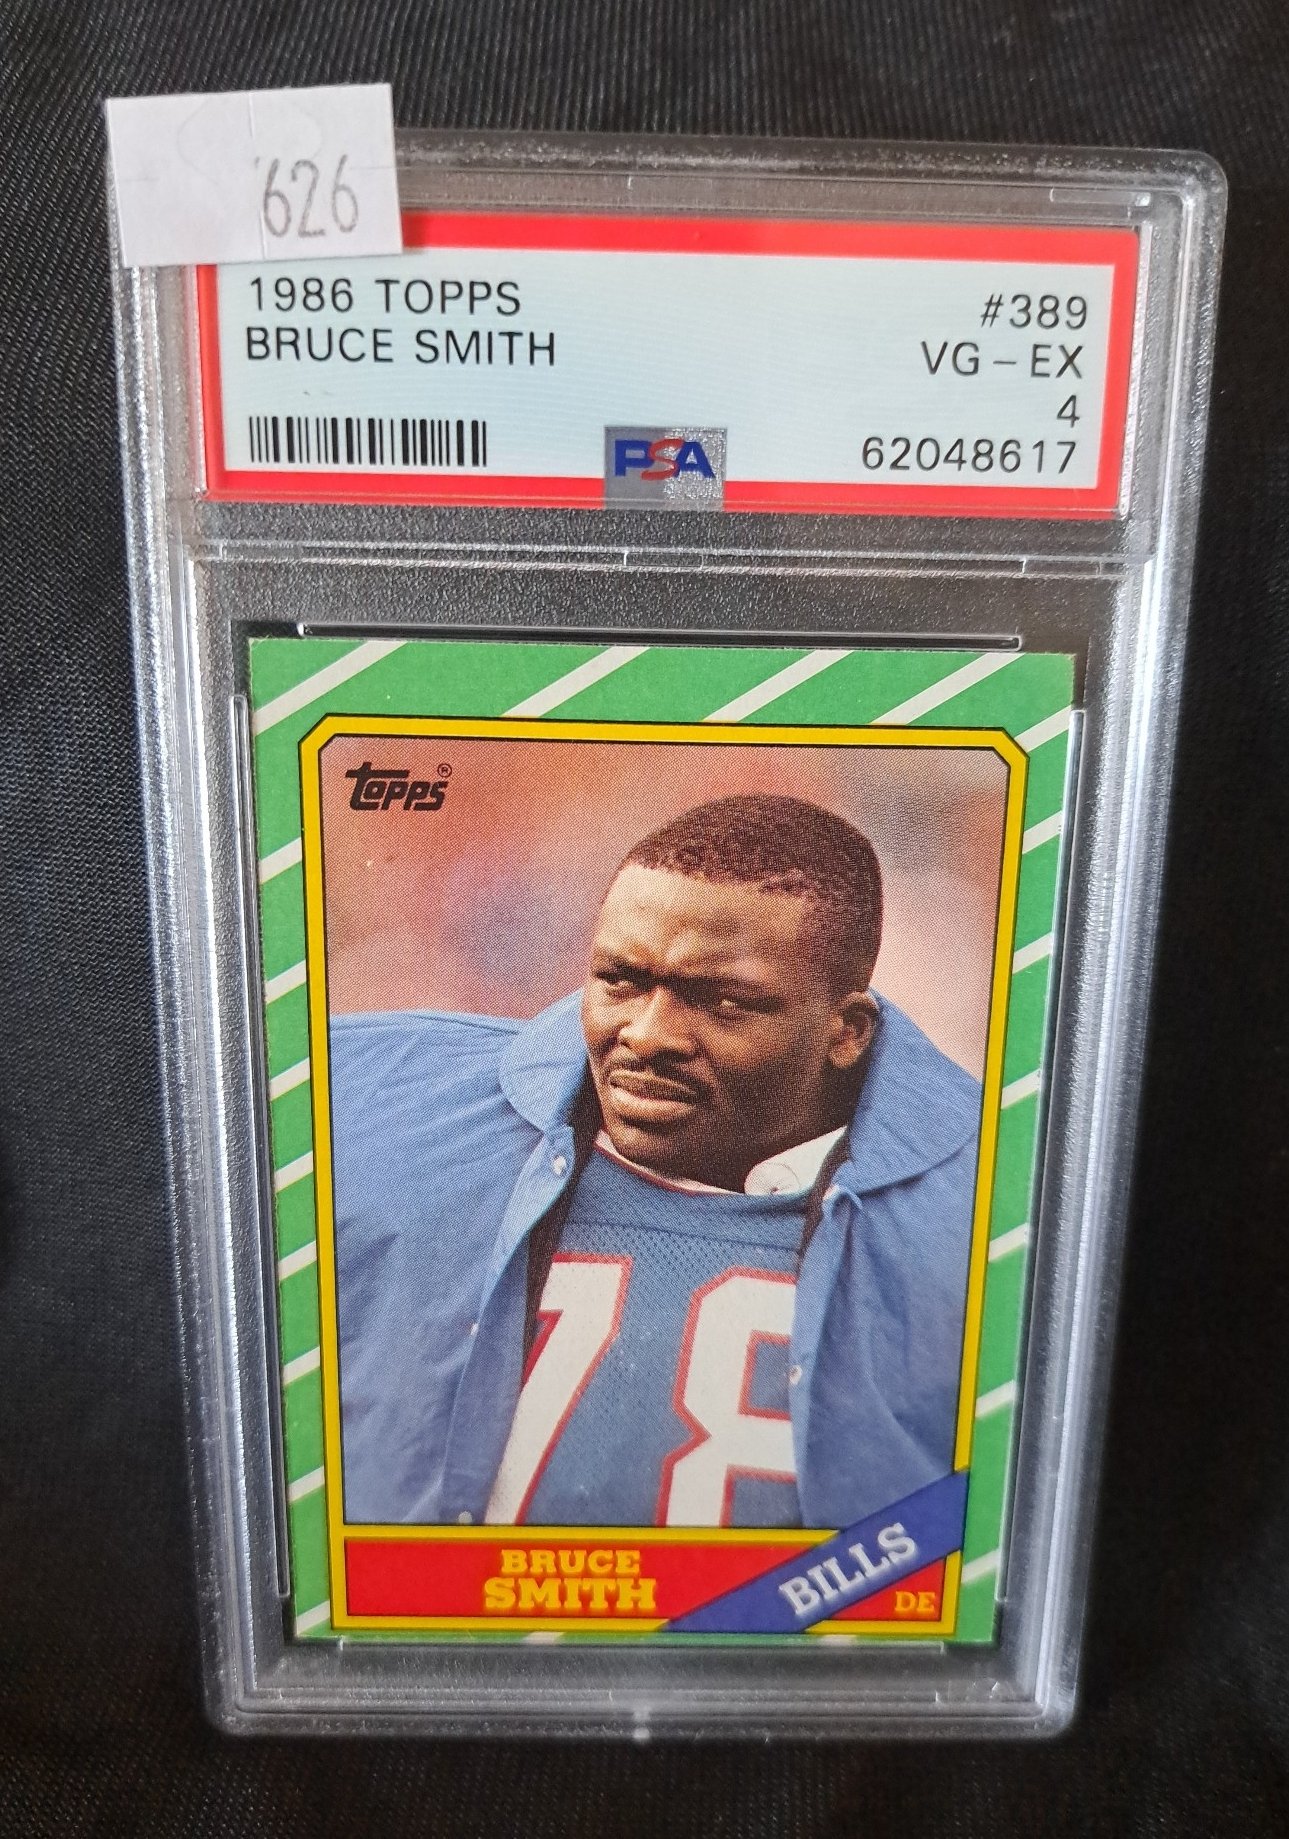 626
1986 TOPPS
BRUCE SMITH
#389
VG - EX
4
62048617
PSA
topps®
78
BRUCE
SMITH
BILLS
DE